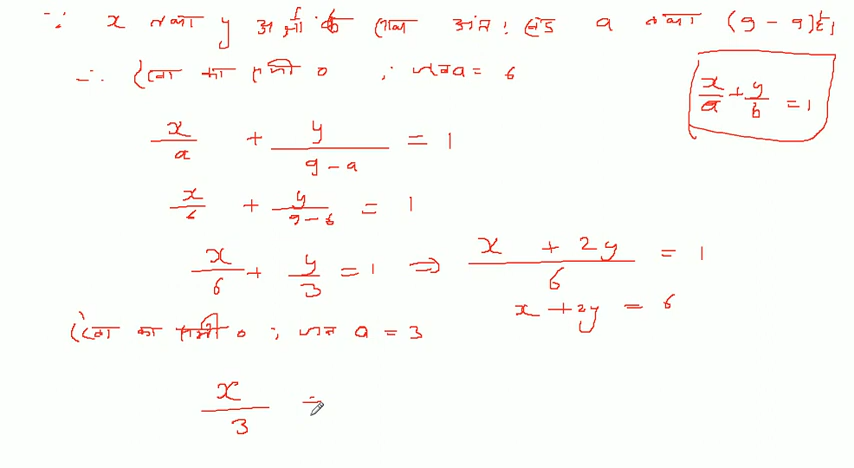 ∵ x तथा y अक्षों के अंतः खंड a तथा (9 - a) है।
∴ रेखा का समी० ; जब a = 6
x/a + y/b = 1
x/a + y/(9 - a) = 1
x/6 + y/(9 - 6) = 1
x/6 + y/3 = 1 ⇒ (x + 2y)/6 = 1
x + 2y = 6
रेखा का समी० ; जब a = 3
x/3